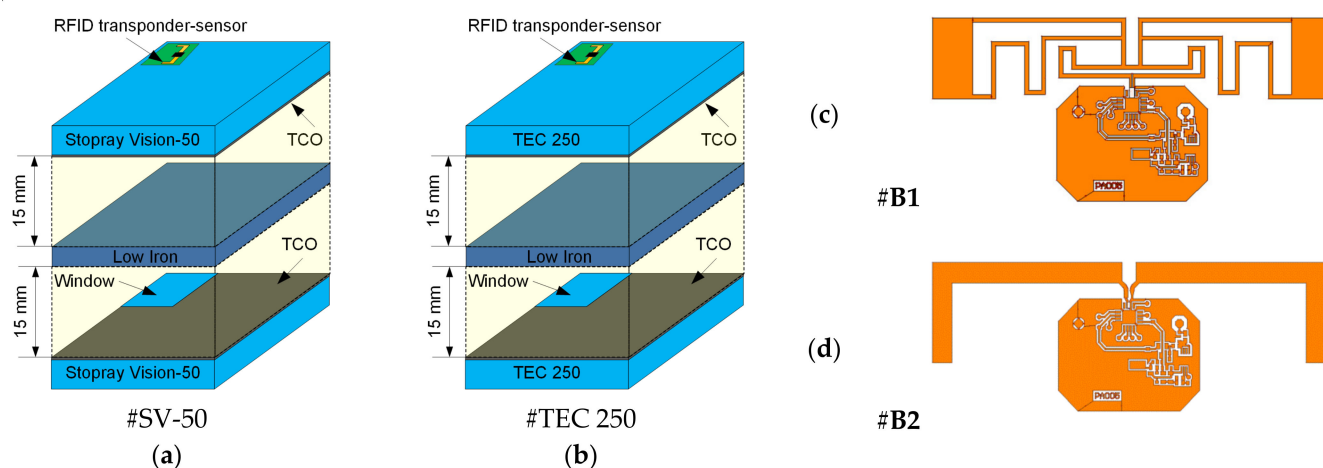 RFID transponder-sensor
Stopray Vision-50
TCO
15 mm
Low Iron
TCO
Window
15 mm
Stopray Vision-50
#SV-50
(a)
RFID transponder-sensor
TEC 250
TCO
15 mm
Low Iron
TCO
Window
15 mm
TEC 250
#TEC 250
(b)
(c)
PA005
#B1
(d)
PA005
#B2